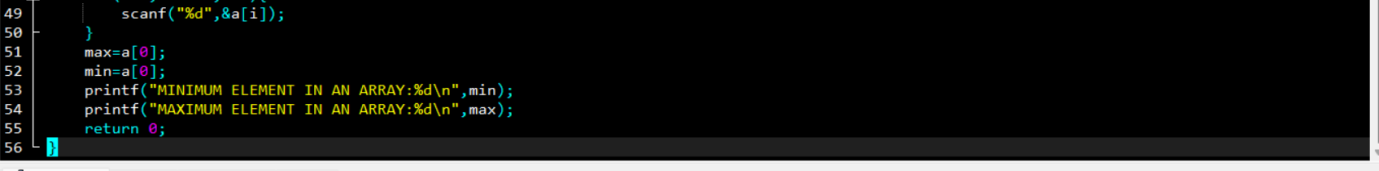 49 scanf("%d",&a[i]);
50 }
51 max=a[0];
52 min=a[0];
53 printf("MINIMUM ELEMENT IN AN ARRAY:%d\n",min);
54 printf("MAXIMUM ELEMENT IN AN ARRAY:%d\n",max);
55 return 0;
56 }